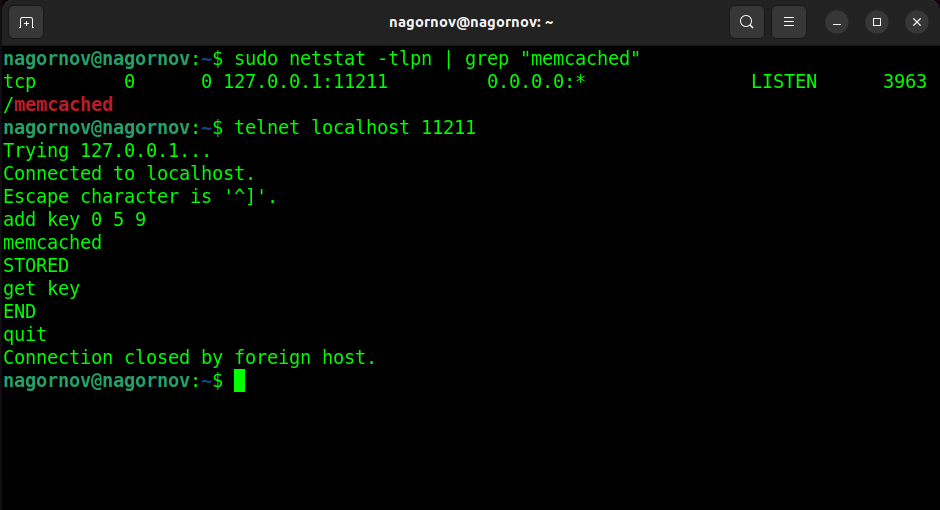 nagornov@nagornov: ~
nagornov@nagornov:~$ sudo netstat -tlpn | grep "memcached"
tcp        0      0 127.0.0.1:11211         0.0.0.0:*               LISTEN      3963
/memcached
nagornov@nagornov:~$ telnet localhost 11211
Trying 127.0.0.1...
Connected to localhost.
Escape character is '^]'.
add key 0 5 9
memcached
STORED
get key
END
quit
Connection closed by foreign host.
nagornov@nagornov:~$